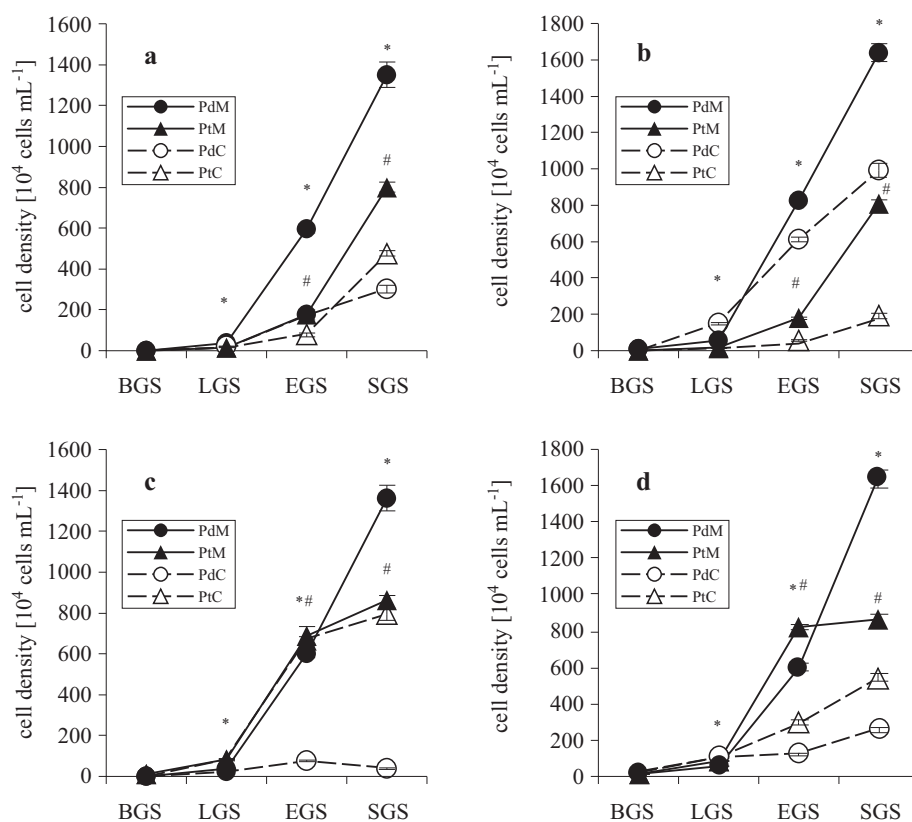 a
1600
1400
1200
1000
800
600
400
200
0
cell density [10⁴ cells mL⁻¹]
PdM
PtM
PdC
PtC
*
*
#
*
#
BGS LGS EGS SGS
b
1800
1600
1400
1200
1000
800
600
400
200
0
cell density [10⁴ cells mL⁻¹]
PdM
PtM
PdC
PtC
*
*
#
*
#
BGS LGS EGS SGS
c
1600
1400
1200
1000
800
600
400
200
0
cell density [10⁴ cells mL⁻¹]
PdM
PtM
PdC
PtC
*
*#
*
#
BGS LGS EGS SGS
d
1800
1600
1400
1200
1000
800
600
400
200
0
cell density [10⁴ cells mL⁻¹]
PdM
PtM
PdC
PtC
*
*#
*
#
BGS LGS EGS SGS